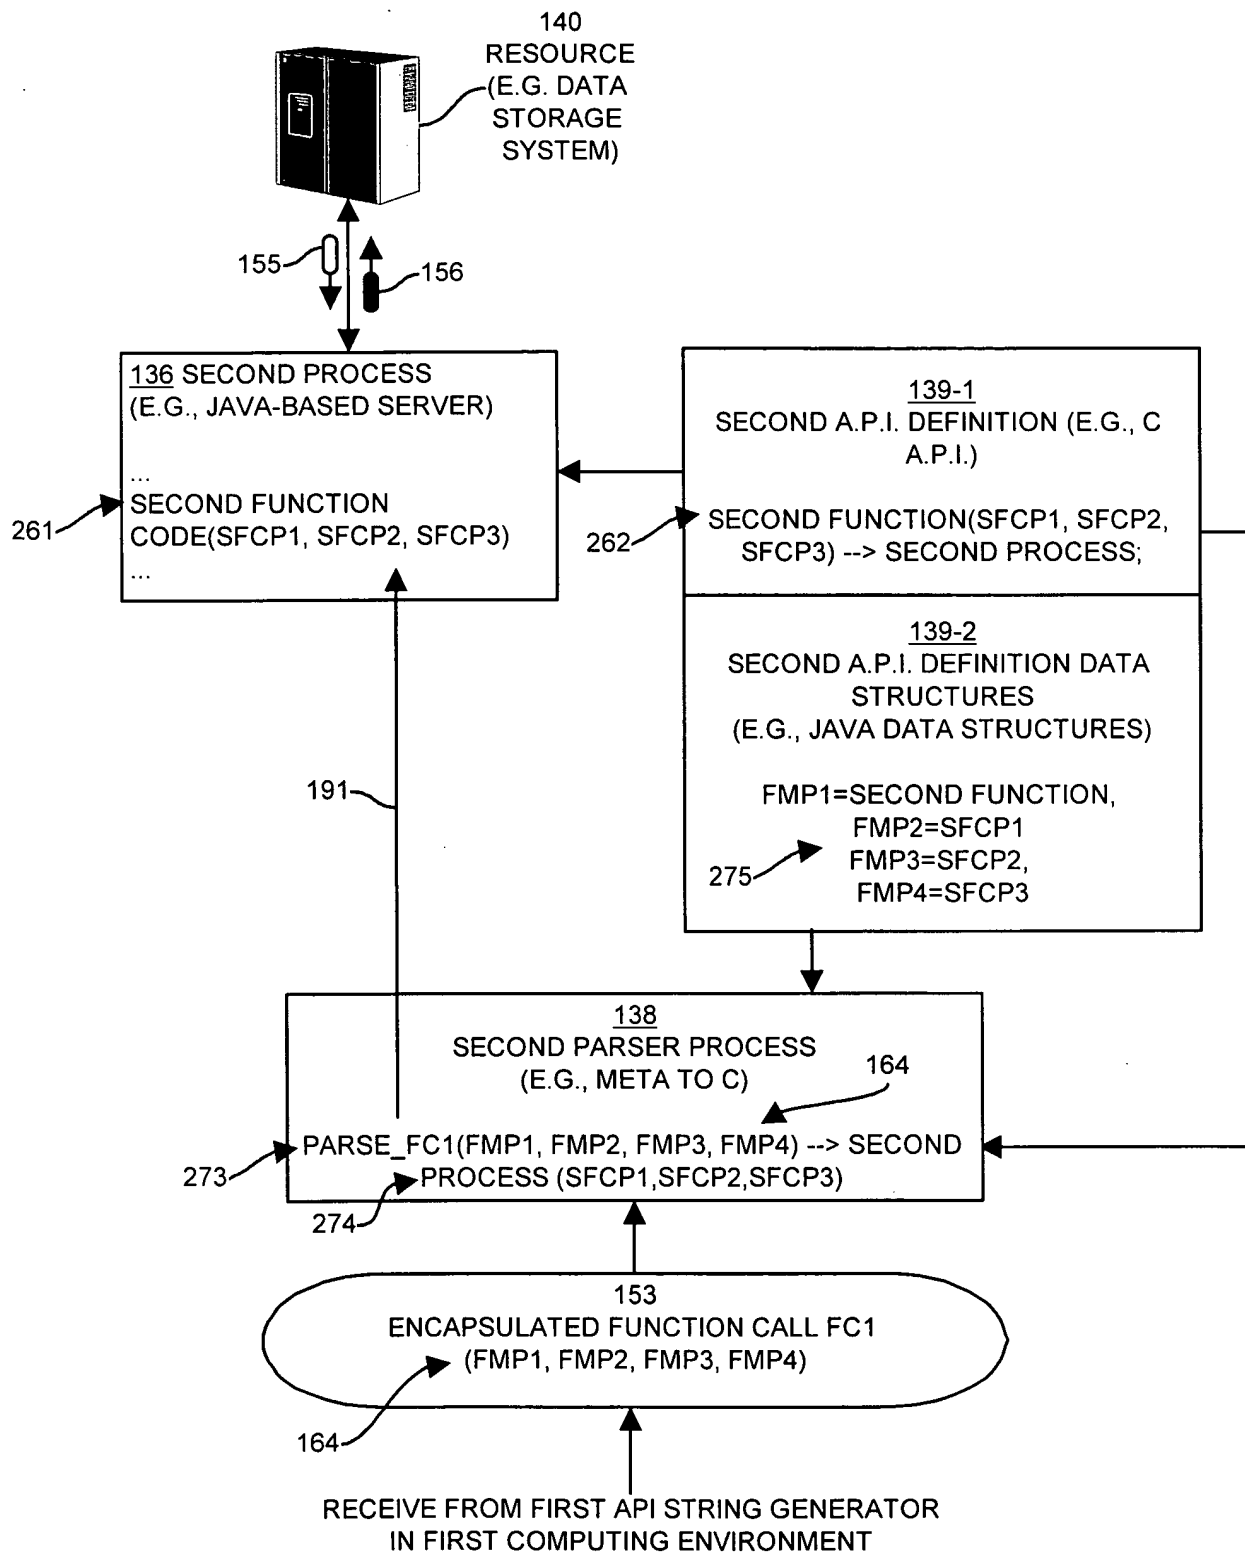 140
RESOURCE
(E.G. DATA
STORAGE
SYSTEM)
155
156
136 SECOND PROCESS
(E.G., JAVA-BASED SERVER)
...
SECOND FUNCTION
CODE(SFCP1, SFCP2, SFCP3)
...
261
139-1
SECOND A.P.I. DEFINITION (E.G., C
A.P.I.)
SECOND FUNCTION(SFCP1, SFCP2,
SFCP3) --> SECOND PROCESS;
262
139-2
SECOND A.P.I. DEFINITION DATA
STRUCTURES
(E.G., JAVA DATA STRUCTURES)
FMP1=SECOND FUNCTION,
FMP2=SFCP1
FMP3=SFCP2,
FMP4=SFCP3
275
191
138
SECOND PARSER PROCESS
(E.G., META TO C)
164
PARSE_FC1(FMP1, FMP2, FMP3, FMP4) --> SECOND
PROCESS (SFCP1,SFCP2,SFCP3)
273
274
153
ENCAPSULATED FUNCTION CALL FC1
(FMP1, FMP2, FMP3, FMP4)
164
RECEIVE FROM FIRST API STRING GENERATOR
IN FIRST COMPUTING ENVIRONMENT